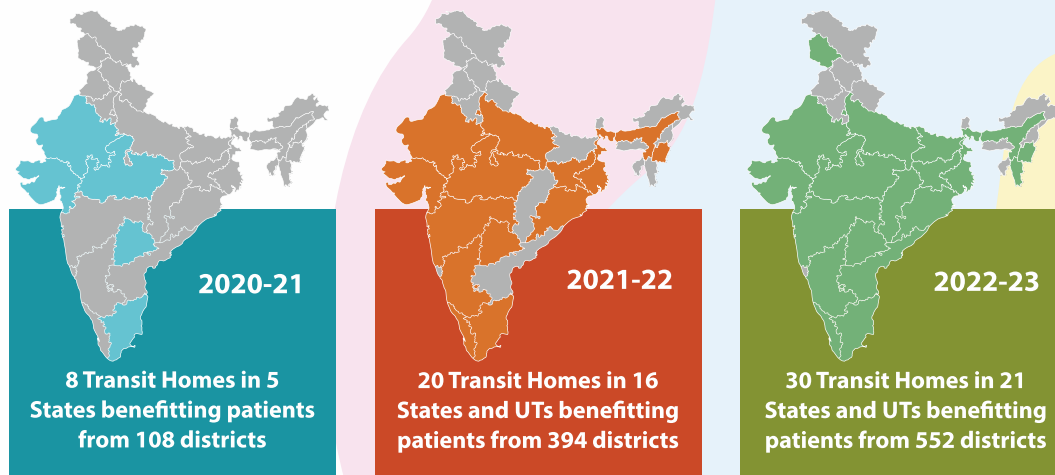 2020-21
8 Transit Homes in 5
States benefitting patients
from 108 districts
2021-22
20 Transit Homes in 16
States and UTs benefitting
patients from 394 districts
2022-23
30 Transit Homes in 21
States and UTs benefitting
patients from 552 districts